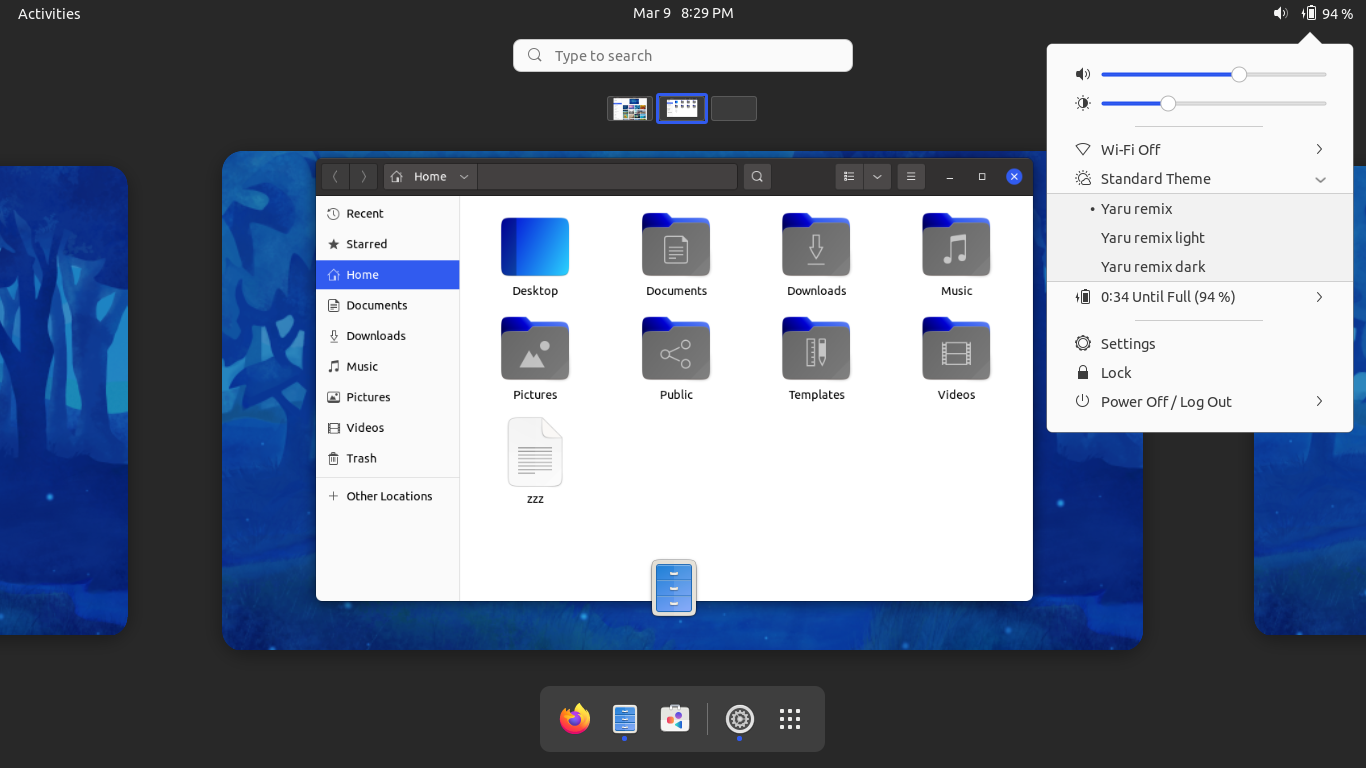 Activities
Mar 9 8:29 PM
94 %
Type to search
Home
Recent
Starred
Home
Documents
Downloads
Music
Pictures
Videos
Trash
Other Locations
Desktop
Documents
Downloads
Music
Pictures
Public
Templates
Videos
zzz
Wi-Fi Off
Standard Theme
• Yaru remix
Yaru remix light
Yaru remix dark
0:34 Until Full (94 %)
Settings
Lock
Power Off / Log Out